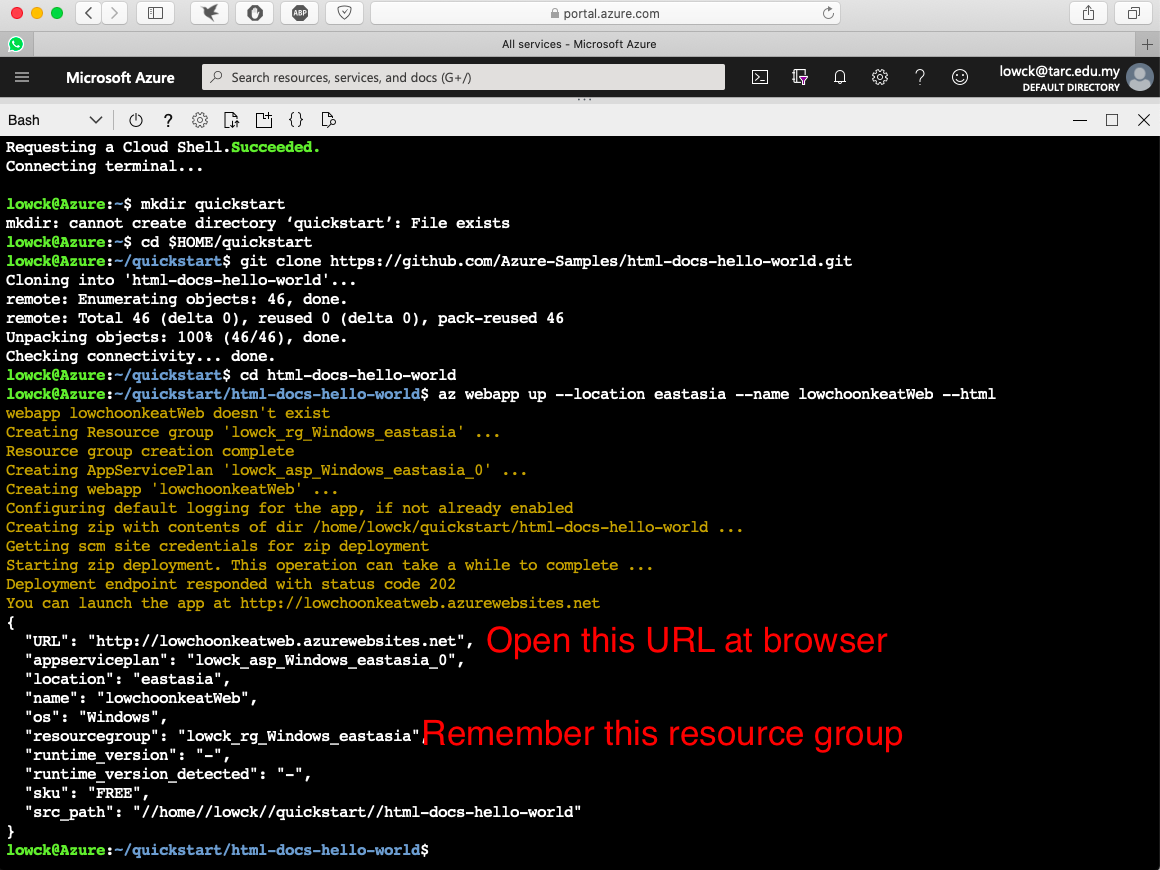 portal.azure.com
ABP
All services - Microsoft Azure
Microsoft Azure
Search resources, services, and docs (G+/)
lowck@tarc.edu.my
DEFAULT DIRECTORY
Bash
Requesting a Cloud Shell.Succeeded.
Connecting terminal...
lowck@Azure:~$ mkdir quickstart
mkdir: cannot create directory ‘quickstart’: File exists
lowck@Azure:~$ cd $HOME/quickstart
lowck@Azure:~/quickstart$ git clone https://github.com/Azure-Samples/html-docs-hello-world.git
Cloning into 'html-docs-hello-world'...
remote: Enumerating objects: 46, done.
remote: Total 46 (delta 0), reused 0 (delta 0), pack-reused 46
Unpacking objects: 100% (46/46), done.
Checking connectivity... done.
lowck@Azure:~/quickstart$ cd html-docs-hello-world
lowck@Azure:~/quickstart/html-docs-hello-world$ az webapp up --location eastasia --name lowchoonkeatWeb --html
webapp lowchoonkeatWeb doesn't exist
Creating Resource group 'lowck_rg_Windows_eastasia' ...
Resource group creation complete
Creating AppServicePlan 'lowck_asp_Windows_eastasia_0' ...
Creating webapp 'lowchoonkeatWeb' ...
Configuring default logging for the app, if not already enabled
Creating zip with contents of dir /home/lowck/quickstart/html-docs-hello-world ...
Getting scm site credentials for zip deployment
Starting zip deployment. This operation can take a while to complete ...
Deployment endpoint responded with status code 202
You can launch the app at http://lowchoonkeatweb.azurewebsites.net
{
"URL": "http://lowchoonkeatweb.azurewebsites.net", Open this URL at browser
"appserviceplan": "lowck_asp_Windows_eastasia_0",
"location": "eastasia",
"name": "lowchoonkeatWeb",
"os": "Windows",
"resourcegroup": "lowck_rg_Windows_eastasia", Remember this resource group
"runtime_version": "-",
"runtime_version_detected": "-",
"sku": "FREE",
"src_path": "//home//lowck//quickstart//html-docs-hello-world"
}
lowck@Azure:~/quickstart/html-docs-hello-world$